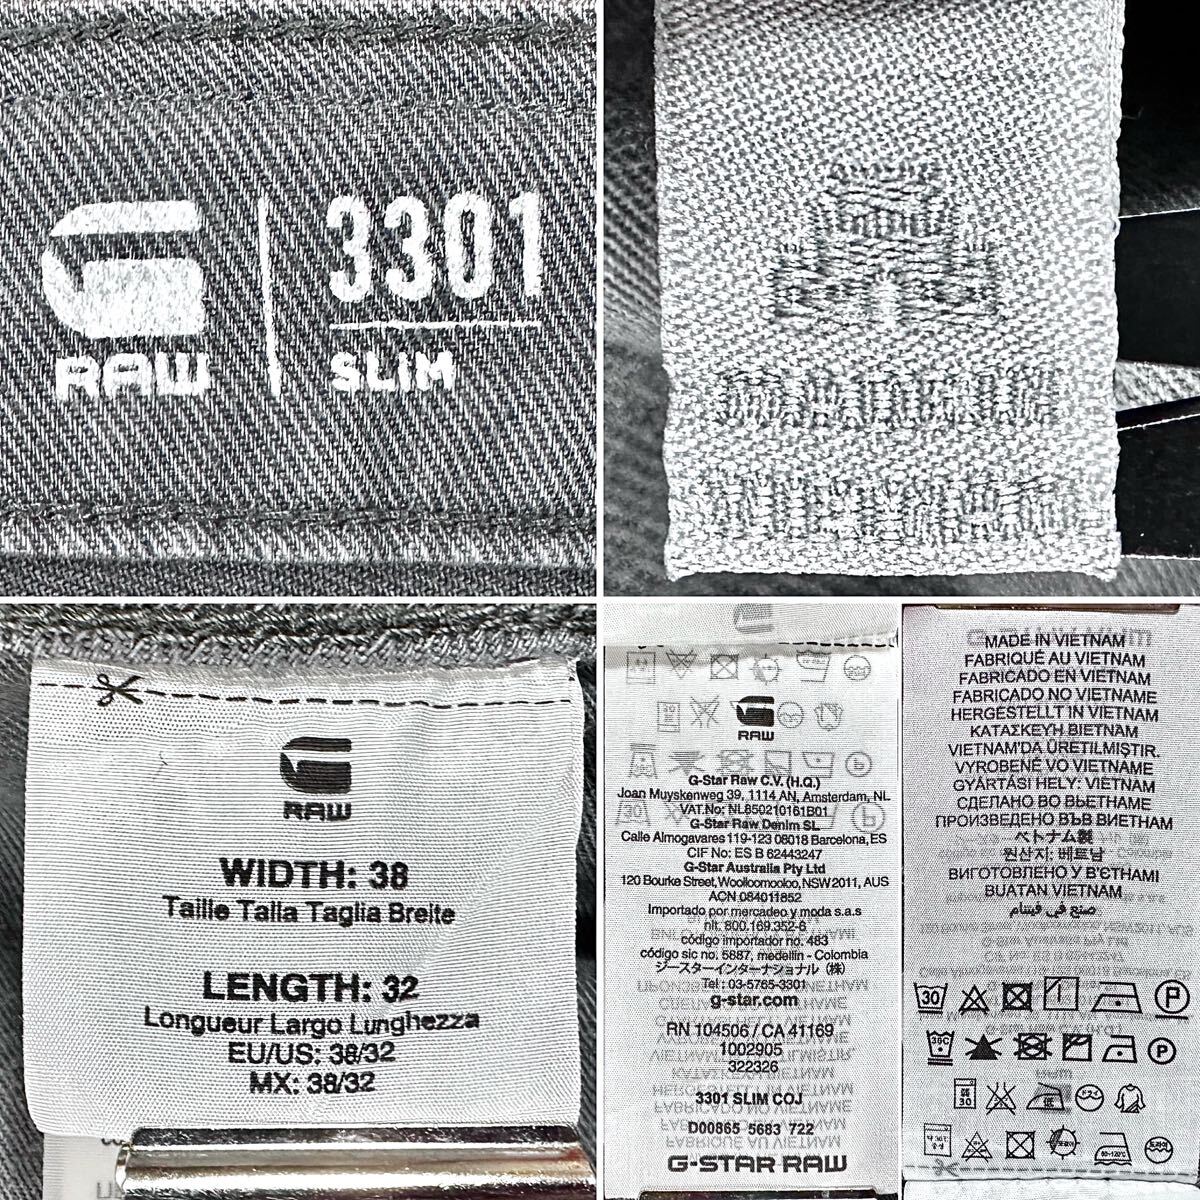 3301
RAW
SLIM
RAW
WIDTH: 38
Taille Talla Taglia Breite
LENGTH: 32
Longueur Largo Lunghezza
EU/US: 38/32
MX: 38/32
RAW
G-Star Raw C.V. (H.Q.)
Joan Muyskenweg 39, 1114 AN, Amsterdam, NL
VAT.No: NL850210161B01
G-Star Raw Denim SL
Calle Almogavares 119-123 08018 Barcelona, ES
CIF No: ES B 62443247
G-Star Australia Pty Ltd
120 Bourke Street, Woolloomooloo, NSW 2011, AUS
ACN 084011852
Importado por mercadeo y moda s.a.s
nit. 800.169.352-6
código importador no. 483
código sic no. 5887, medellin - Colombia
ジースターインターナショナル（株）
Tel : 03-5765-3301
g-star.com
RN 104506 / CA 41169
1002905
322326
3301 SLIM COJ
D00865 5683 722
G-STAR RAW
MADE IN VIETNAM
FABRIQUÉ AU VIETNAM
FABRICADO EN VIETNAM
FABRICADO NO VIETNAME
HERGESTELLT IN VIETNAM
ΚΑΤΑΣΚΕΥΗ ΒΙΕΤΝΑΜ
VIETNAM'DA ÜRETILMIŞTIR.
VYROBENÉ VO VIETNAME
GYÁRTÁSI HELY: VIETNAM
СДЕЛАНО ВО ВЬЕТНАМЕ
ПРОИЗВЕДЕНО ВЪВ ВИЕТНАМ
ベトナム製
원산지: 베트남
ВИГОТОВЛЕНО У В'ЄТНАМІ
BUATAN VIETNAM
صنع في فيتنام
30 P
P
30